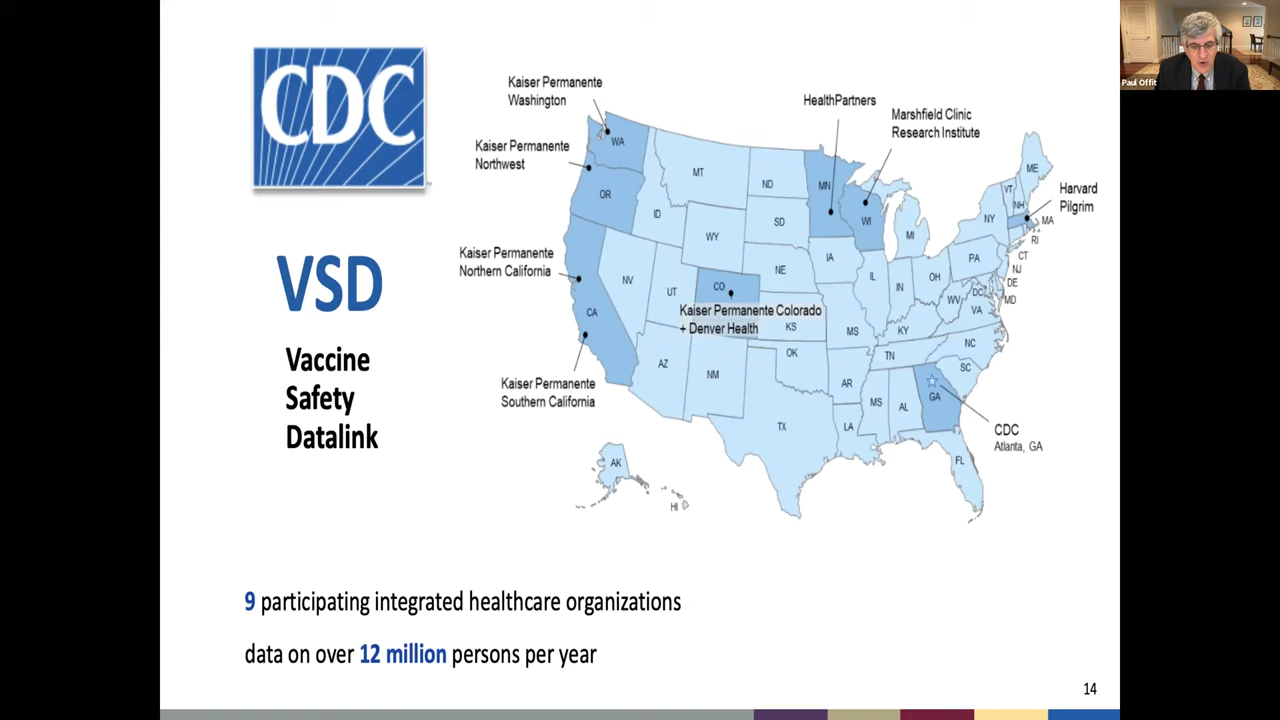 CDC
VSD
Vaccine
Safety
Datalink
Kaiser Permanente
Washington
Kaiser Permanente
Northwest
Kaiser Permanente
Northern California
Kaiser Permanente
Southern California
Kaiser Permanente Colorado
+ Denver Health
HealthPartners
Marshfield Clinic
Research Institute
Harvard
Pilgrim
CDC
Atlanta, GA
WA
OR
CA
ID
NV
MT
WY
UT
AZ
CO
NM
ND
SD
NE
KS
OK
TX
MN
IA
MS
AR
LA
WI
IL
MI
IN
OH
KY
TN
MS
AL
GA
FL
SC
NC
VA
WV
DC
MD
DE
NJ
PA
NY
CT
RI
MA
VT
NH
ME
AK
HI
9 participating integrated healthcare organizations
data on over 12 million persons per year
14
Paul Offit